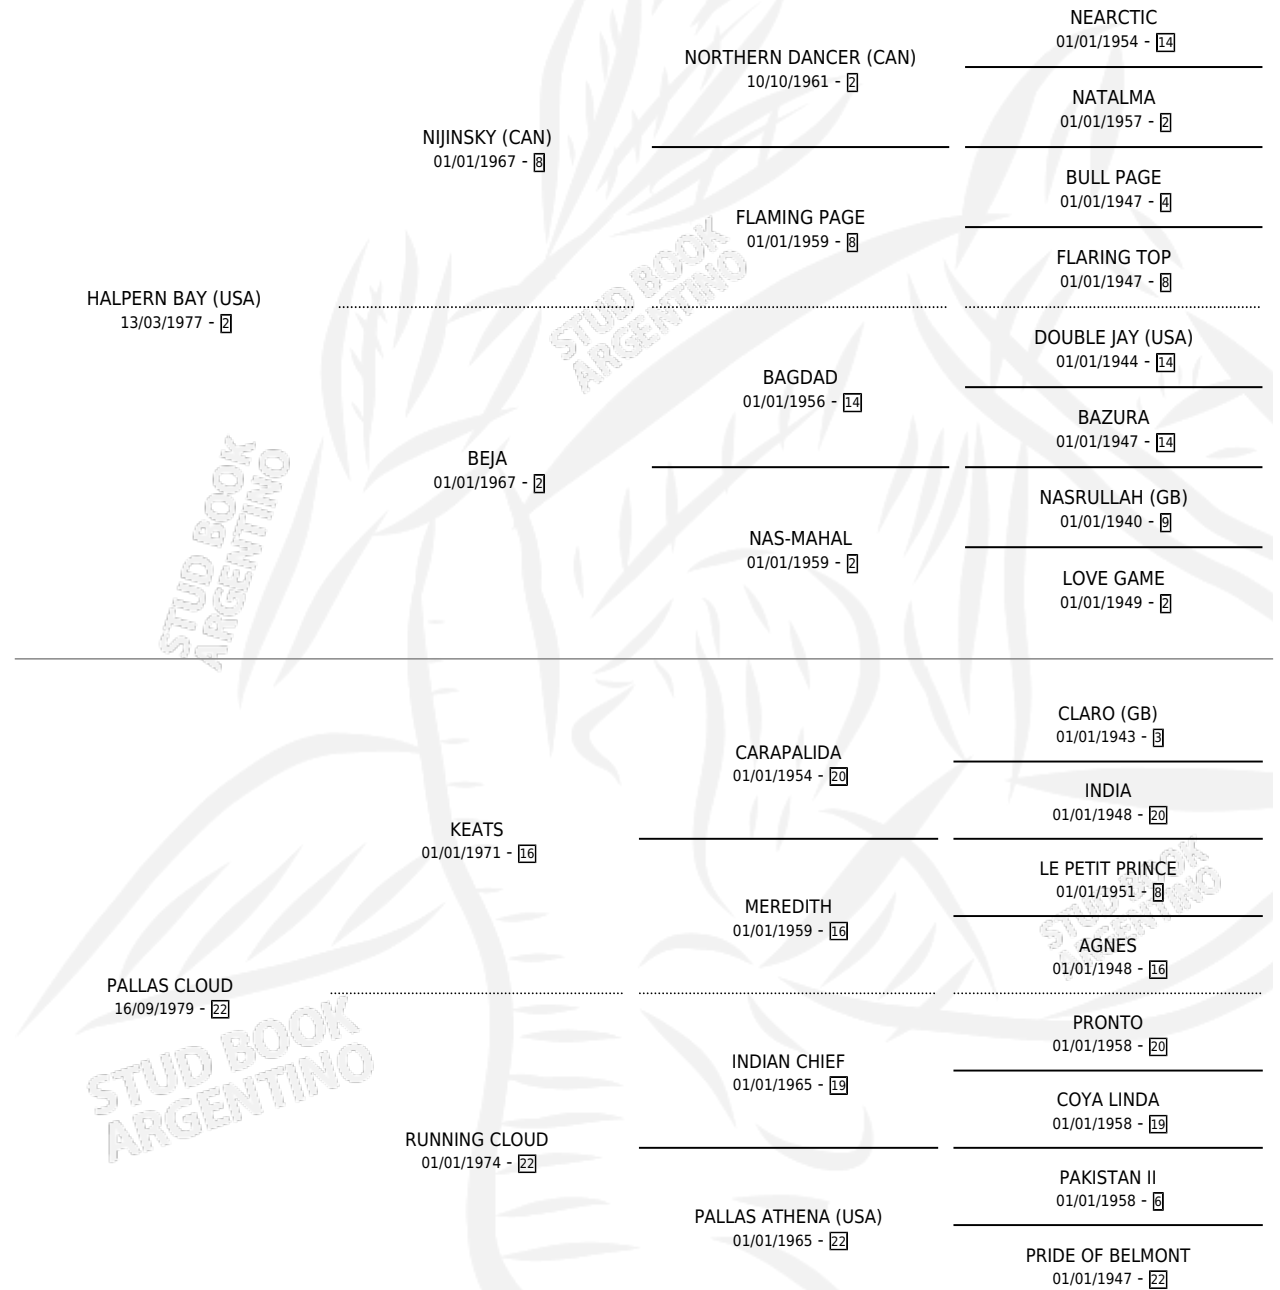 NEARCTIC
01/01/1954 - 14
NORTHERN DANCER (CAN)
10/10/1961 - 2
NATALMA
01/01/1957 - 2
NIJINSKY (CAN)
01/01/1967 - 8
BULL PAGE
01/01/1947 - 4
FLAMING PAGE
01/01/1959 - 8
FLARING TOP
01/01/1947 - 8
HALPERN BAY (USA)
13/03/1977 - 2
DOUBLE JAY (USA)
01/01/1944 - 14
BAGDAD
01/01/1956 - 14
BAZURA
01/01/1947 - 14
BEJA
01/01/1967 - 2
NASRULLAH (GB)
01/01/1940 - 9
NAS-MAHAL
01/01/1959 - 2
LOVE GAME
01/01/1949 - 2
CLARO (GB)
01/01/1943 - 3
CARAPALIDA
01/01/1954 - 20
INDIA
01/01/1948 - 20
KEATS
01/01/1971 - 16
LE PETIT PRINCE
01/01/1951 - 8
MEREDITH
01/01/1959 - 16
AGNES
01/01/1948 - 16
PALLAS CLOUD
16/09/1979 - 22
PRONTO
01/01/1958 - 20
INDIAN CHIEF
01/01/1965 - 19
COYA LINDA
01/01/1958 - 19
RUNNING CLOUD
01/01/1974 - 22
PAKISTAN II
01/01/1958 - 6
PALLAS ATHENA (USA)
01/01/1965 - 22
PRIDE OF BELMONT
01/01/1947 - 22
STUD BOOK
ARGENTINO
STUD BOOK
ARGENTINO
STUD BOOK
ARGENTINO
STUD BOOK
ARGENTINO